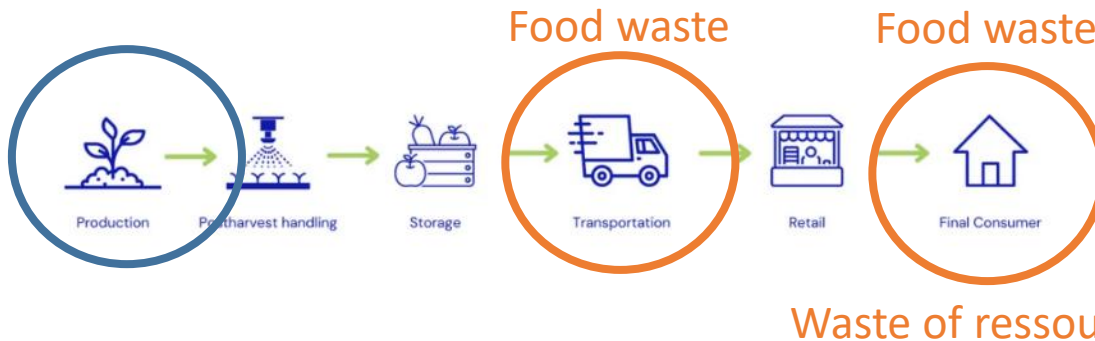 Food waste
Food waste
Production
Postharvest handling
Storage
Transportation
Retail
Final Consumer
Waste of ressou